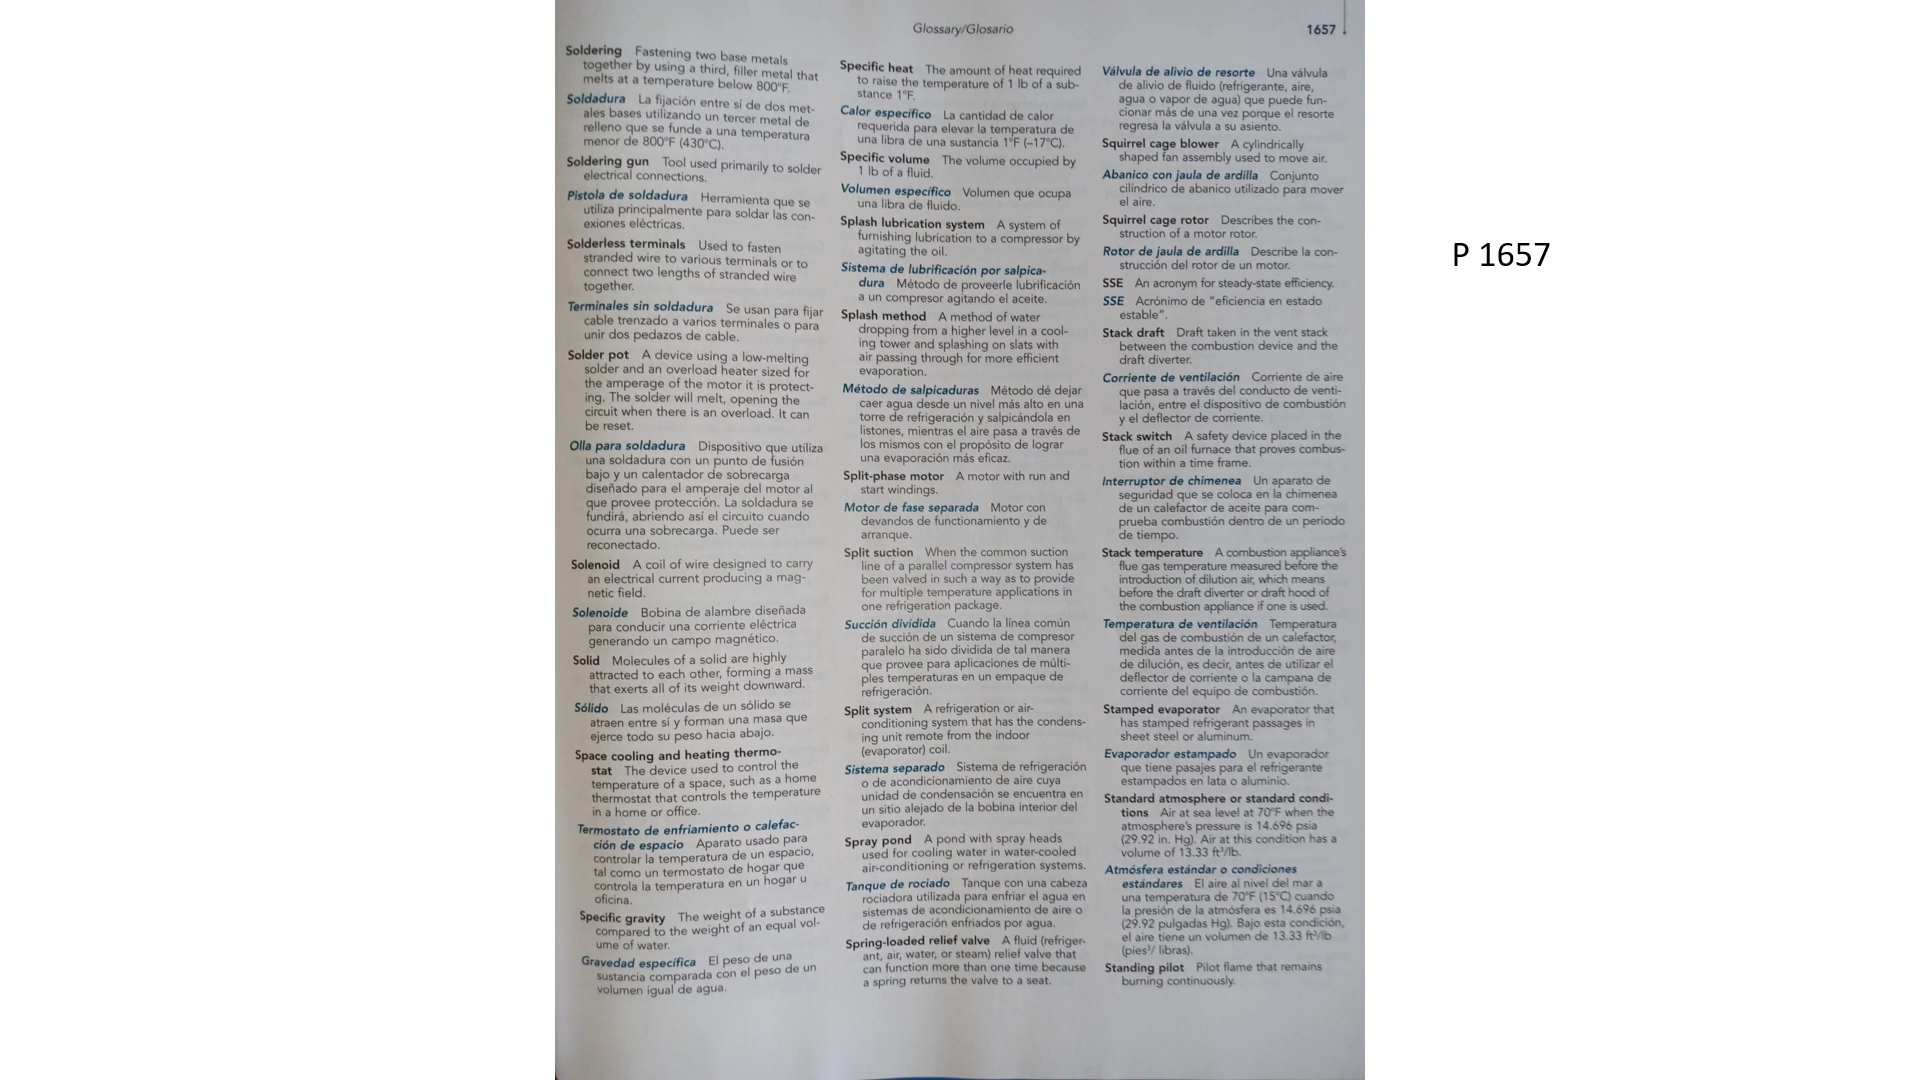 Glossary/Glosario
1657
Soldering Fastening two base metals
together by using a third, filler metal that
melts at a temperature below 800°F.
Soldadura La fijación entre sí de dos met-
ales bases utilizando un tercer metal de
relleno que se funde a una temperatura
menor de 800°F (430°C).
Soldering gun Tool used primarily to solder
electrical connections.
Pistola de soldadura Herramienta que se
utiliza principalmente para soldar las con-
exiones eléctricas.
Solderless terminals Used to fasten
stranded wire to various terminals or to
connect two lengths of stranded wire
together.
Terminales sin soldadura Se usan para fijar
cable trenzado a varios terminales o para
unir dos pedazos de cable.
Solder pot A device using a low-melting
solder and an overload heater sized for
the amperage of the motor it is protect-
ing. The solder will melt, opening the
circuit when there is an overload. It can
be reset.
Olla para soldadura Dispositivo que utiliza
una soldadura con un punto de fusión
bajo y un calentador de sobrecarga
diseñado para el amperaje del motor al
que provee protección. La soldadura se
fundirá, abriendo así el circuito cuando
ocurra una sobrecarga. Puede ser
reconectado.
Solenoid A coil of wire designed to carry
an electrical current producing a mag-
netic field.
Solenoide Bobina de alambre diseñada
para conducir una corriente eléctrica
generando un campo magnético.
Solid Molecules of a solid are highly
attracted to each other, forming a mass
that exerts all of its weight downward.
Sólido Las moléculas de un sólido se
atraen entre sí y forman una masa que
ejerce todo su peso hacia abajo.
Space cooling and heating thermo-
stat The device used to control the
temperature of a space, such as a home
thermostat that controls the temperature
in a home or office.
Termostato de enfriamiento o calefac-
ción de espacio Aparato usado para
controlar la temperatura de un espacio,
tal como un termostato de hogar que
controla la temperatura en un hogar u
oficina.
Specific gravity The weight of a substance
compared to the weight of an equal vol-
ume of water.
Gravedad específica El peso de una
sustancia comparada con el peso de un
volumen igual de agua.
Specific heat The amount of heat required
to raise the temperature of 1 lb of a sub-
stance 1°F.
Calor específico La cantidad de calor
requerida para elevar la temperatura de
una libra de una sustancia 1°F (–17°C).
Specific volume The volume occupied by
1 lb of a fluid.
Volumen específico Volumen que ocupa
una libra de fluido.
Splash lubrication system A system of
furnishing lubrication to a compressor by
agitating the oil.
Sistema de lubrificación por salpica-
dura Método de proveerle lubrificación
a un compresor agitando el aceite.
Splash method A method of water
dropping from a higher level in a cool-
ing tower and splashing on slats with
air passing through for more efficient
evaporation.
Método de salpicaduras Método dé dejar
caer agua desde un nivel más alto en una
torre de refrigeración y salpicándola en
listones, mientras el aire pasa a través de
los mismos con el propósito de lograr
una evaporación más eficaz.
Split-phase motor A motor with run and
start windings.
Motor de fase separada Motor con
devandos de funcionamiento y de
arranque.
Split suction When the common suction
line of a parallel compressor system has
been valved in such a way as to provide
for multiple temperature applications in
one refrigeration package.
Succión dividida Cuando la línea común
de succión de un sistema de compresor
paralelo ha sido dividida de tal manera
que provee para aplicaciones de múlti-
ples temperaturas en un empaque de
refrigeración.
Split system A refrigeration or air-
conditioning system that has the condens-
ing unit remote from the indoor
(evaporator) coil.
Sistema separado Sistema de refrigeración
o de acondicionamiento de aire cuya
unidad de condensación se encuentra en
un sitio alejado de la bobina interior del
evaporador.
Spray pond A pond with spray heads
used for cooling water in water-cooled
air-conditioning or refrigeration systems.
Tanque de rociado Tanque con una cabeza
rociadora utilizada para enfriar el agua en
sistemas de acondicionamiento de aire o
de refrigeración enfriados por agua.
Spring-loaded relief valve A fluid (refriger-
ant, air, water, or steam) relief valve that
can function more than one time because
a spring returns the valve to a seat.
Válvula de alivio de resorte Una válvula
de alivio de fluido (refrigerante, aire,
agua o vapor de agua) que puede fun-
cionar más de una vez porque el resorte
regresa la válvula a su asiento.
Squirrel cage blower A cylindrically
shaped fan assembly used to move air.
Abanico con jaula de ardilla Conjunto
cilíndrico de abanico utilizado para mover
el aire.
Squirrel cage rotor Describes the con-
struction of a motor rotor.
Rotor de jaula de ardilla Describe la con-
strucción del rotor de un motor.
SSE An acronym for steady-state efficiency.
SSE Acrónimo de “eficiencia en estado
estable”.
Stack draft Draft taken in the vent stack
between the combustion device and the
draft diverter.
Corriente de ventilación Corriente de aire
que pasa a través del conducto de venti-
lación, entre el dispositivo de combustión
y el deflector de corriente.
Stack switch A safety device placed in the
flue of an oil furnace that proves combus-
tion within a time frame.
Interruptor de chimenea Un aparato de
seguridad que se coloca en la chimenea
de un calefactor de aceite para com-
prueba combustión dentro de un periodo
de tiempo.
Stack temperature A combustion appliance's
flue gas temperature measured before the
introduction of dilution air, which means
before the draft diverter or draft hood of
the combustion appliance if one is used.
Temperatura de ventilación Temperatura
del gas de combustión de un calefactor,
medida antes de la introducción de aire
de dilución, es decir, antes de utilizar el
deflector de corriente o la campana de
corriente del equipo de combustión.
Stamped evaporator An evaporator that
has stamped refrigerant passages in
sheet steel or aluminum.
Evaporador estampado Un evaporador
que tiene pasajes para el refrigerante
estampados en lata o aluminio.
Standard atmosphere or standard condi-
tions Air at sea level at 70°F when the
atmosphere's pressure is 14.696 psia
(29.92 in. Hg). Air at this condition has a
volume of 13.33 ft³/lb.
Atmósfera estándar o condiciones
estándares El aire al nivel del mar a
una temperatura de 70°F (15°C) cuando
la presión de la atmósfera es 14.696 psia
(29.92 pulgadas Hg). Bajo esta condición,
el aire tiene un volumen de 13.33 ft³/lb
(pies³/ libras).
Standing pilot Pilot flame that remains
burning continuously.
P 1657